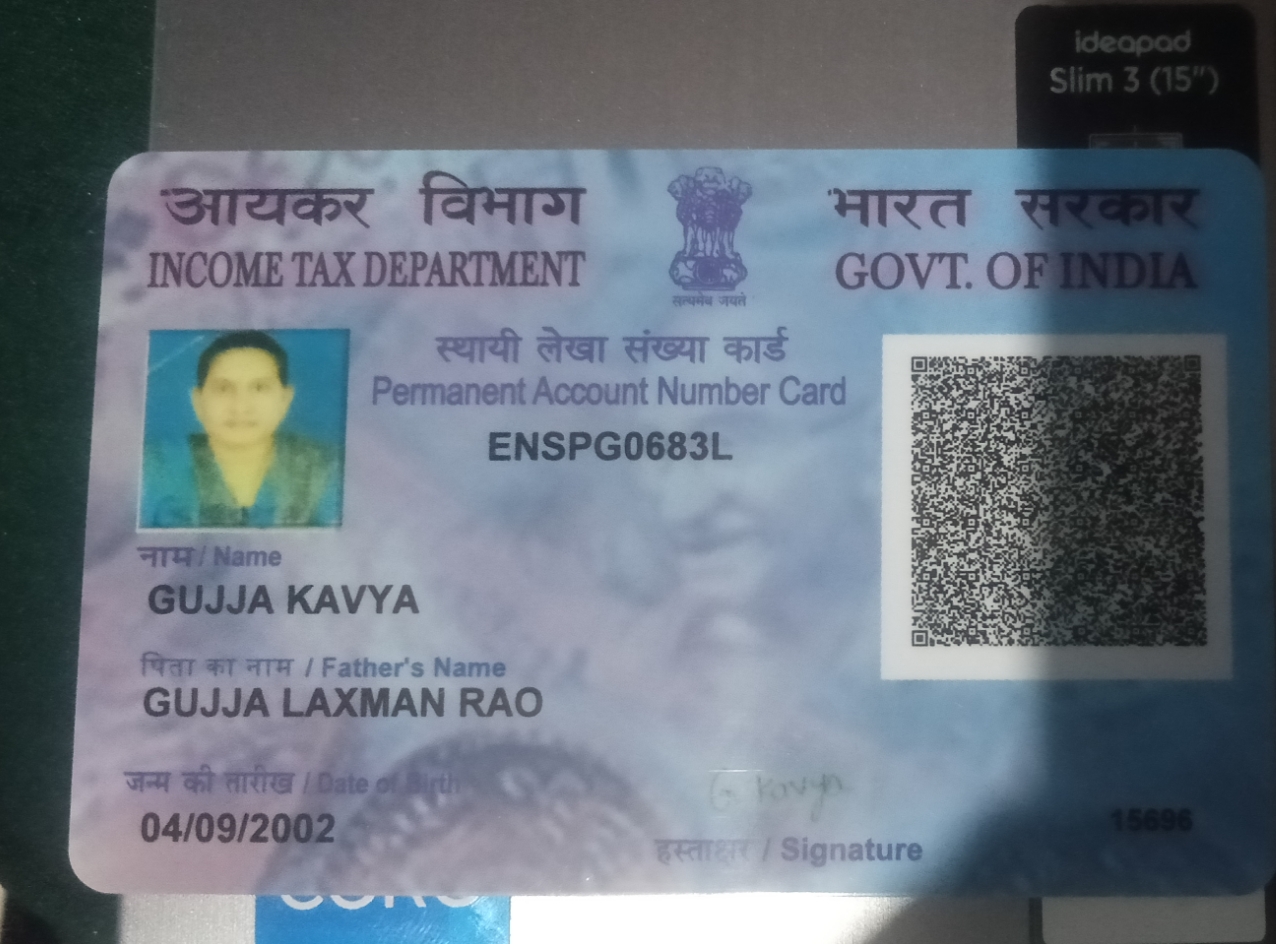 ideapad
Slim 3 (15")
आयकर विभाग
INCOME TAX DEPARTMENT
सत्यमेव जयते
भारत सरकार
GOVT. OF INDIA
स्थायी लेखा संख्या कार्ड
Permanent Account Number Card
ENSPG0683L
नाम / Name
GUJJA KAVYA
पिता का नाम / Father's Name
GUJJA LAXMAN RAO
जन्म की तारीख / Date of Birth
04/09/2002
G Kavya
हस्ताक्षर / Signature
15696